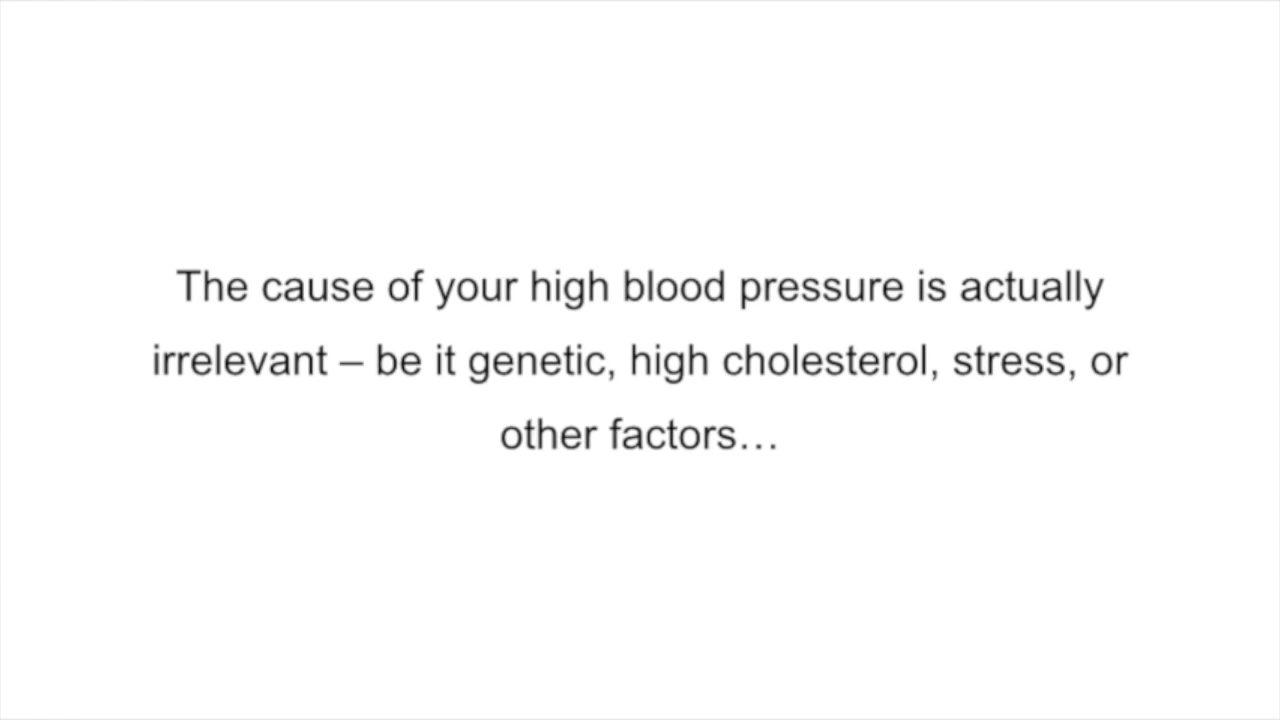 The cause of your high blood pressure is actually
irrelevant – be it genetic, high cholesterol, stress, or
other factors…